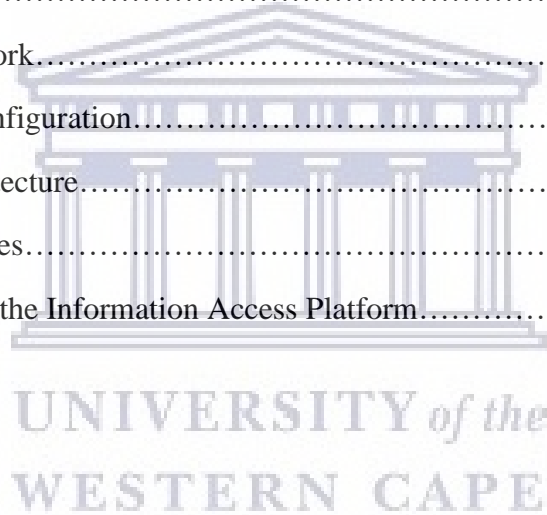 ……………………………………………………
ork……………………………………………
nfiguration…………………………………
ecture…………………………………………
es………………………………………………
the Information Access Platform…………
UNIVERSITY of the
WESTERN CAPE